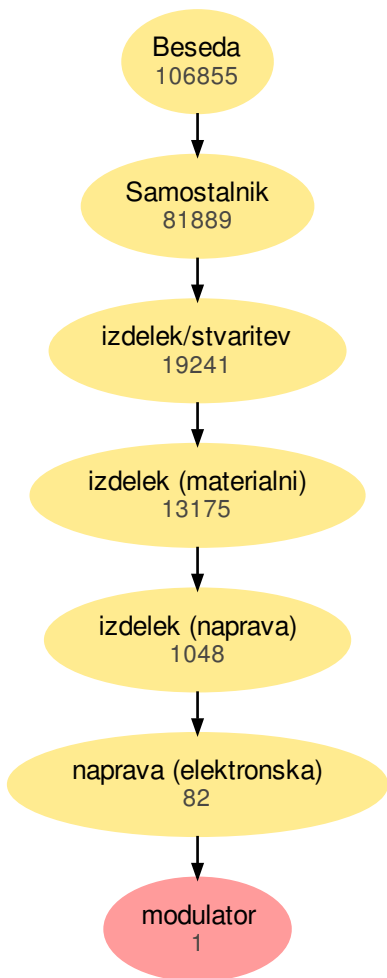 Beseda
106855
Samostalnik
81889
izdelek/stvaritev
19241
izdelek (materialni)
13175
izdelek (naprava)
1048
naprava (elektronska)
82
modulator
1